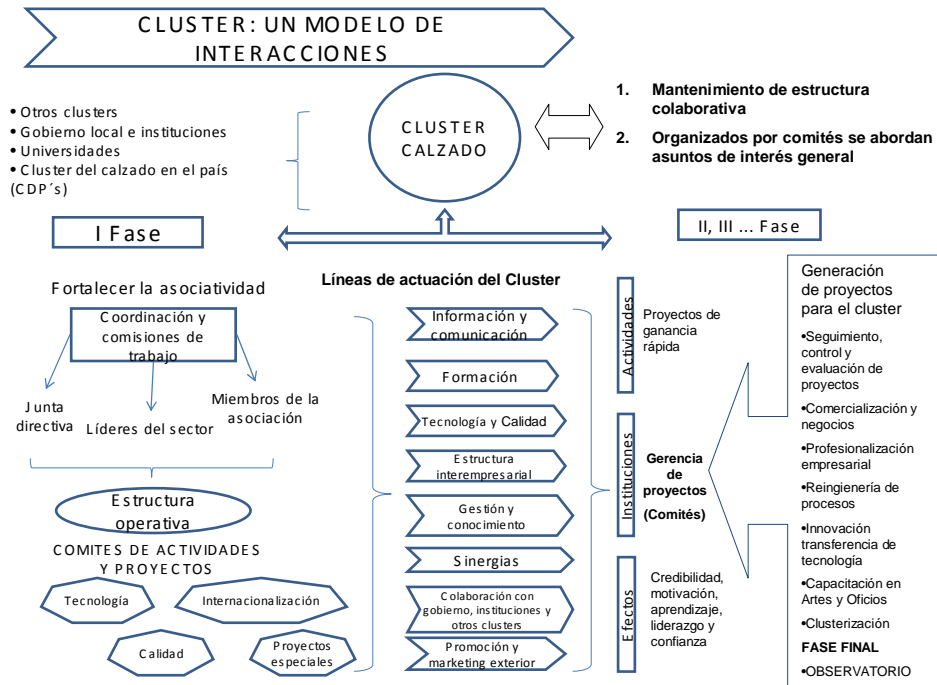 CLUSTER: UN MODELO DE
INTERACCIONES
• Otros clusters
• Gobierno local e instituciones
• Universidades
• Cluster del calzado en el país
(CDP´s)
CLUSTER
CALZADO
1. Mantenimiento de estructura
colaborativa
2. Organizados por comités se abordan
asuntos de interés general
I Fase
II, III ... Fase
Fortalecer la asociatividad
Coordinación y
comisiones de
trabajo
Junta
directiva
Líderes del sector
Miembros de la
asociación
Estructura
operativa
COMITES DE ACTIVIDADES
Y PROYECTOS
Tecnología
Internacionalización
Calidad
Proyectos
especiales
Líneas de actuación del Cluster
Información y
comunicación
Formación
Tecnología y Calidad
Estructura
interempresarial
Gestión y
conocimiento
Sinergias
Colaboración con
gobierno, instituciones y
otros clusters
Promoción y
marketing exterior
Actividades
Proyectos de
ganancia
rápida
Instituciones
Gerencia
de
proyectos
(Comités)
Efectos
Credibilidad,
motivación,
aprendizaje,
liderazgo y
confianza
Generación
de proyectos
para el cluster
•Seguimiento,
control y
evaluación de
proyectos
•Comercialización y
negocios
•Profesionalización
empresarial
•Reingienería de
procesos
•Innovación
transferencia de
tecnología
•Capacitación en
Artes y Oficios
•Clusterización
FASE FINAL
•OBSERVATORIO